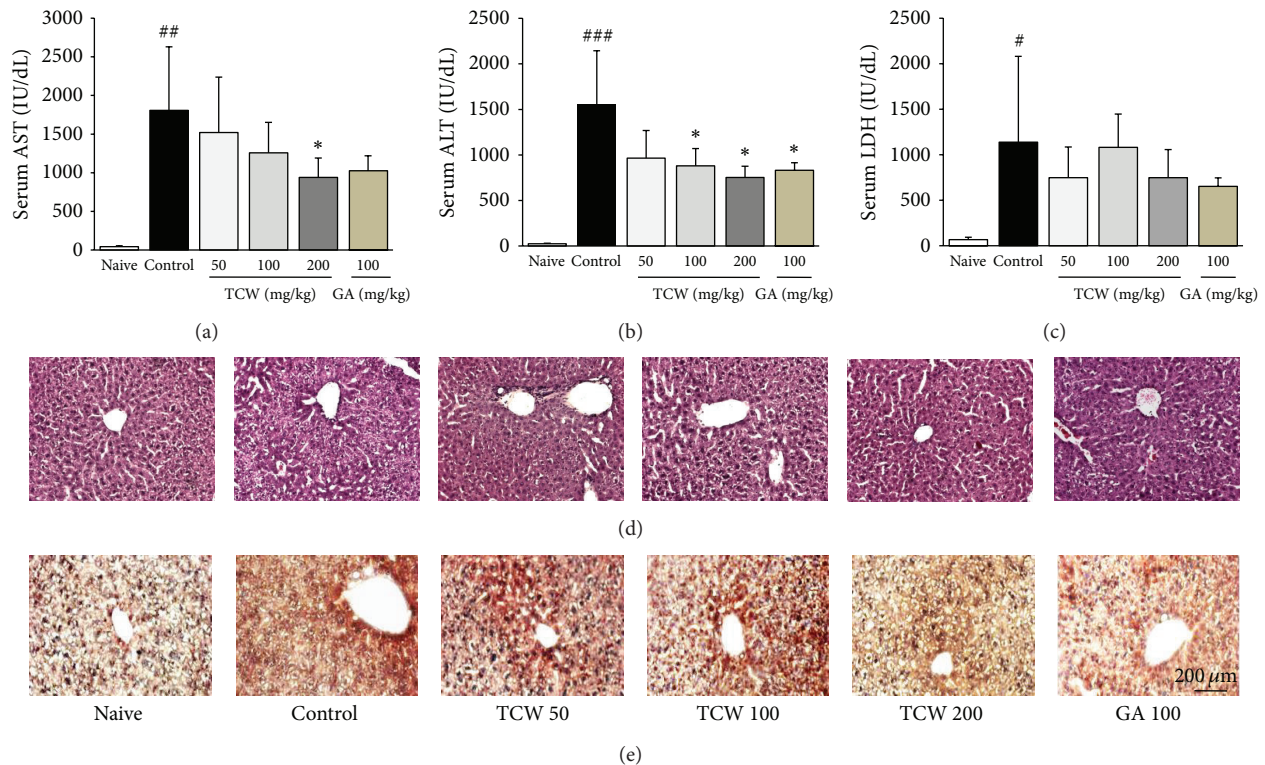 Serum AST (IU/dL)
3000
2500
2000
1500
1000
500
0
##
*
Naive Control 50 100 200 100
TCW (mg/kg) GA (mg/kg)
(a)
Serum ALT (IU/dL)
2500
2000
1500
1000
500
0
###
*
*
*
Naive Control 50 100 200 100
TCW (mg/kg) GA (mg/kg)
(b)
Serum LDH (IU/dL)
2500
2000
1500
1000
500
0
#
Naive Control 50 100 200 100
TCW (mg/kg) GA (mg/kg)
(c)
(d)
200 μm
Naive Control TCW 50 TCW 100 TCW 200 GA 100
(e)